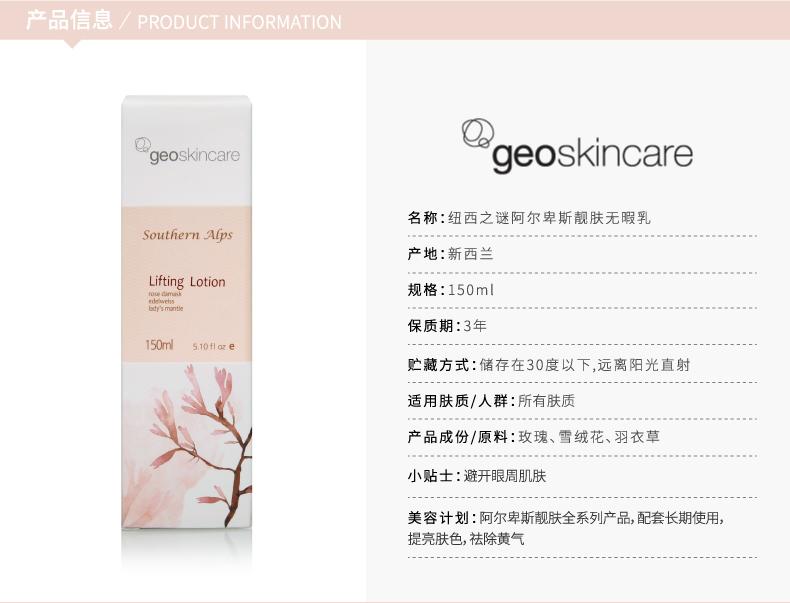 产品信息 / PRODUCT INFORMATION
geoskincare
Southern Alps
Lifting Lotion
rose damask
edelweiss
lady's mantle
150ml 5.10 fl oz e
geoskincare
名称:纽西之谜阿尔卑斯靓肤无暇乳
产地:新西兰
规格:150ml
保质期:3年
贮藏方式:储存在30度以下,远离阳光直射
适用肤质/人群:所有肤质
产品成份/原料:玫瑰、雪绒花、羽衣草
小贴士:避开眼周肌肤
美容计划:阿尔卑斯靓肤全系列产品,配套长期使用,
提亮肤色,祛除黄气